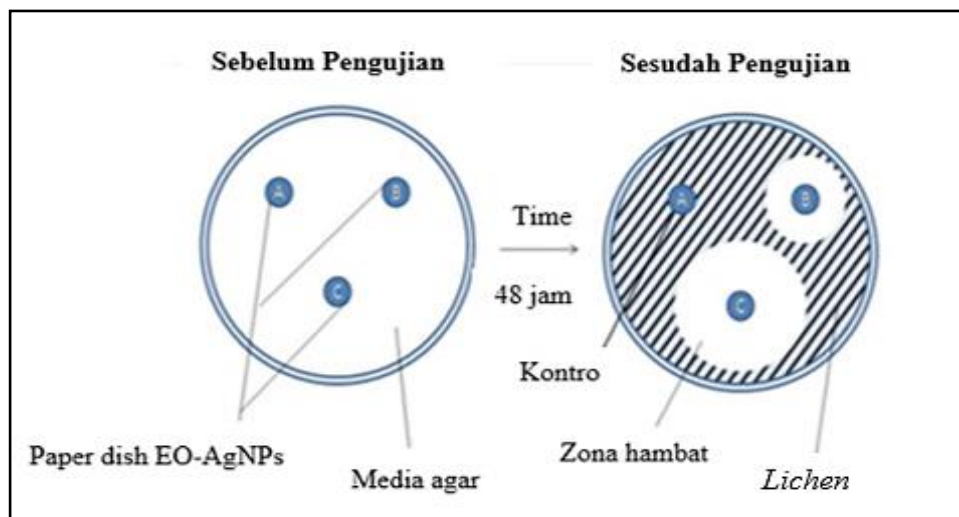 Sebelum Pengujian
Sesudah Pengujian
A
B
C
A
B
C
Time
48 jam
Kontro
Paper dish EO-AgNPs
Media agar
Zona hambat
Lichen